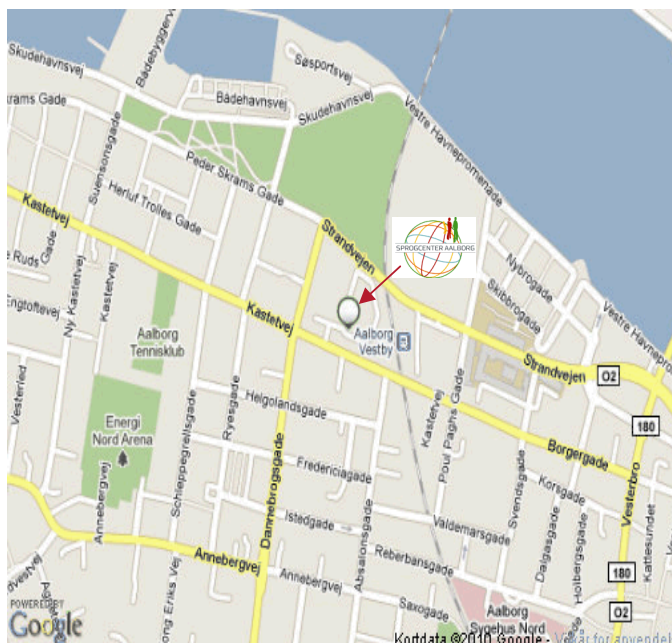 Skudehavnsvej
Bådebyggervej
Søsportsvej
Bådehavnsvej
Skudehavnsvej
Vestre Havnepromenade
Skrams Gade
Suensonsgade
Peder Skrams Gade
Herluf Trolles Gade
Kastetvej
Strandvejen
SPROGCENTER AALBORG
Nybrogade
Skibbrogade
Ruds Gade
Engtoftevej
Ny Kastetvej
Kastetvej
Aalborg
Tennisklub
Kastetvej
Aalborg
Vestby
Strandvejen
Vestre Havnepromenade
O2
O2
180
180
Vesterled
Energi
Nord Arena
Annebergvej
Schleppegrellsgade
Ryesgade
Helgolandsgade
Dannebrogsgade
Fredericiagade
Kastetvej
Poul Paghs Gade
Borgergade
Svendsgade
Korsgade
Vesterbro
Istedgade
Absalonsgade
Valdemarsgade
Reberbansgade
Dalgasgade
Holbergsgade
Kattesundet
Annebergvej
Annebergvej
Saxogade
Aalborg
Sygehus Nord
POWERED BY
Google
Kortdata ©2010 Google - Vilkår for anvend